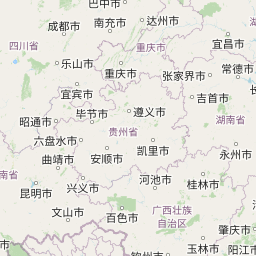 巴中市
达州市
成都市
南充市
宜昌市
四川省
重庆市
常德市
乐山市
重庆市
张家界市
宜宾市
吉首市
遵义市
毕节市
昭通市
湖南省
贵州省
六盘水市
凯里市
永州市
曲靖市
安顺市
南省
河池市
兴义市
桂林市
昆明市
文山市
百色市
广西壮族
自治区
肇庆市
钦州市
玉林市
阳江市